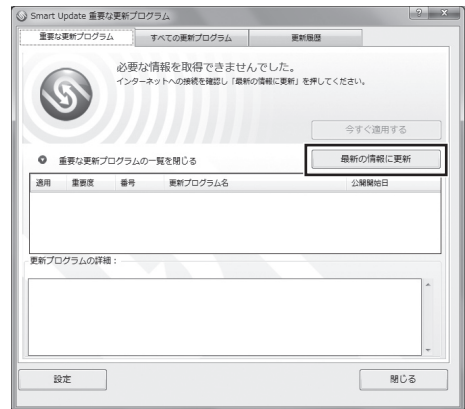 Smart Update 重要な更新プログラム
重要な更新プログラム
すべての更新プログラム
更新履歴
必要な情報を取得できませんでした。
インターネットへの接続を確認し「最新の情報に更新」を押してください。
今すぐ適用する
重要な更新プログラムの一覧を閉じる
最新の情報に更新
適用 重要度 番号 更新プログラム名 公開開始日
更新プログラムの詳細：
設定
閉じる